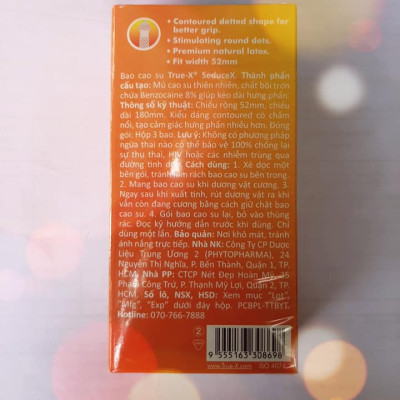 Contoured dotted shape for
better grip.
Stimulating round dots.
Premium natural latex.
Fit width 52mm
Bao cao su True-X® SeduceX. Thành phần
cấu tạo: Mủ cao su thiên nhiên, chất bôi trơn
chứa Benzocaine 8% giúp kéo dài hưng phấn.
Thông số kỹ thuật: Chiều rộng 52mm, chiều
dài 180mm. Kiểu dáng contoured có chấm
nổi, tạo cảm giác hưng phấn nhiều hơn. Đóng
gói: Hộp 3 bao. Lưu ý: Không có phương pháp
ngừa thai nào có thể bảo vệ 100% chống lại
sự thụ thai, HIV hoặc các nhiễm trùng qua
đường tình dục. Cách dùng: 1. Xé dọc một
bên gói, tránh làm rách bao cao su bên trong.
2. Mang bao cao su khi dương vật cương. 3.
Ngay sau khi xuất tinh, rút dương vật ra khi
vẫn còn đang cương bằng cách giữ chặt bao
cao su. 4. Gói bao cao su lại, bỏ vào thùng
rác. Đọc kỹ hướng dẫn trước khi dùng. Chỉ
dùng một lần. Bảo quản: Nơi khô mát, tránh
ánh nắng trực tiếp. Nhà NK: Công Ty CP Dược
Liệu Trung Ương 2 (PHYTOPHARMA), 24
Nguyễn Thị Nghĩa, P. Bến Thành, Quận 1, TP.
HCM. Nhà PP: CTCP Nét Đẹp Hoàn Mỹ, 35
Phạm Công Trứ, P. Thạnh Mỹ Lợi, Quận 2, TP.
HCM. Số lô, NSX, HSD: Xem mục "Lot",
"Mfg", "Exp" dưới đáy hộp. PCBPL-TTBYT.
Hotline: 070-766-7888
2
9 555163 308698
www.True-X.com
ISO 4074